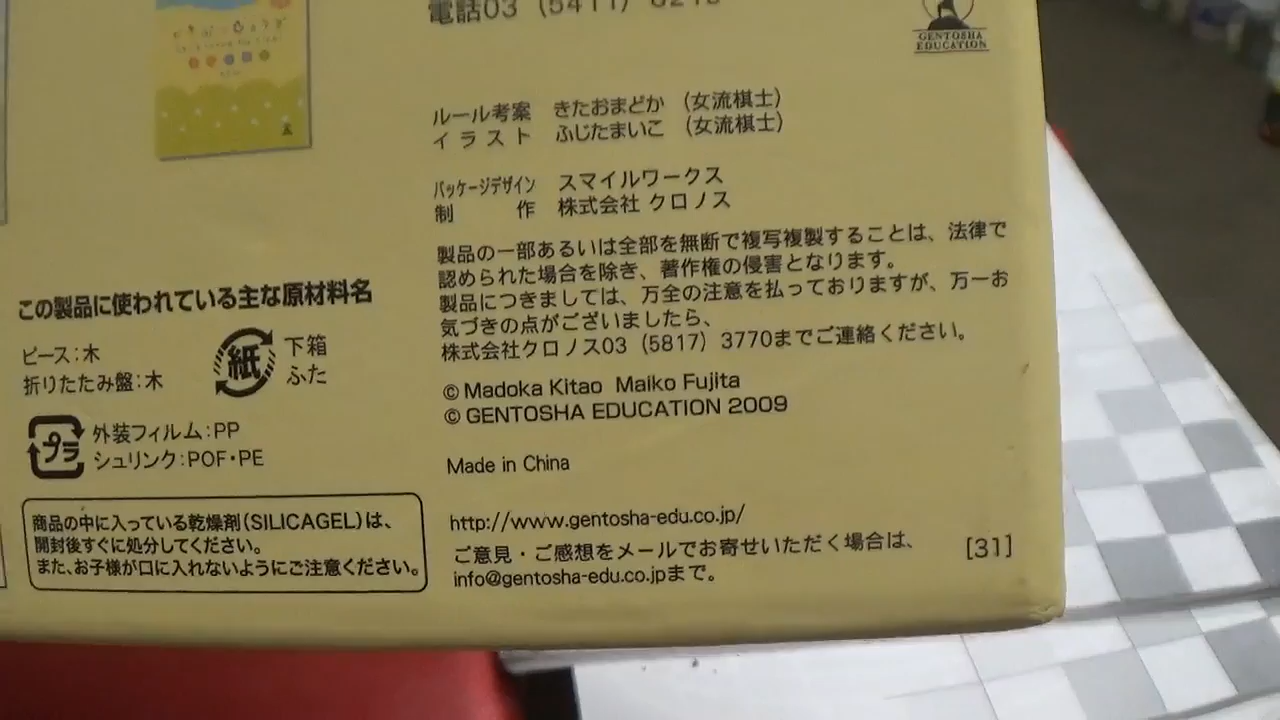 電話03（5411）
GENTOSHA
EDUCATION
ルール考案　きたおまどか　（女流棋士）
イラスト　ふじたまいこ　（女流棋士）
パッケージデザイン　スマイルワークス
制　作　株式会社 クロノス
製品の一部あるいは全部を無断で複写複製することは、法律で
認められた場合を除き、著作権の侵害となります。
製品につきましては、万全の注意を払っておりますが、万一お
気づきの点がございましたら、
株式会社クロノス03（5817）3770までご連絡ください。
© Madoka Kitao Maiko Fujita
© GENTOSHA EDUCATION 2009
Made in China
http://www.gentosha-edu.co.jp/
ご意見・ご感想をメールでお寄せいただく場合は、
info@gentosha-edu.co.jpまで。
[31]
この製品に使われている主な原材料名
ピース：木
折りたたみ盤：木
紙
下箱
ふた
プラ
外装フィルム：PP
シュリンク：POF・PE
商品の中に入っている乾燥剤（SILICAGEL）は、
開封後すぐに処分してください。
また、お子様が口に入れないようにご注意ください。